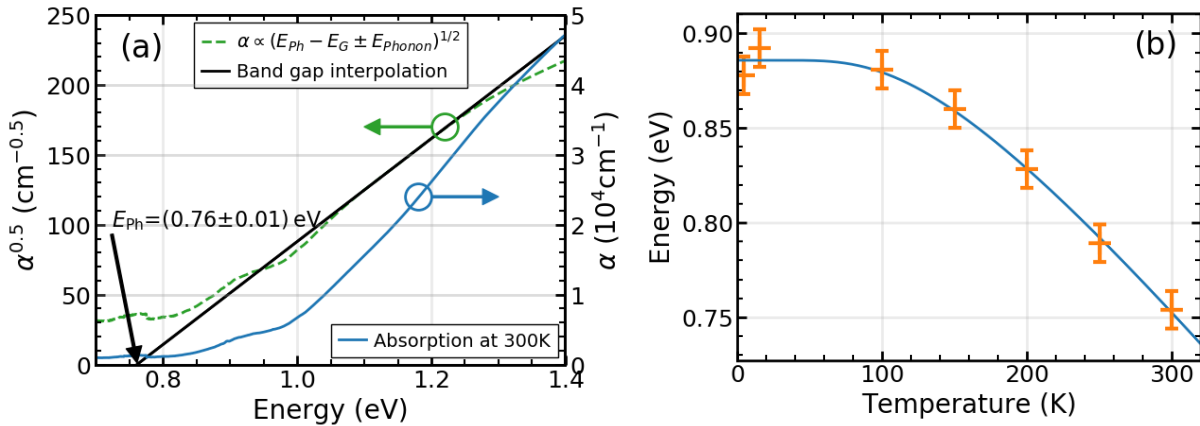 (a)
α ∝ (E_Ph − E_G ± E_Phonon)^1/2
Band gap interpolation
E_Ph=(0.76±0.01) eV
Absorption at 300K
250
200
150
100
50
0
α^0.5 (cm^−0.5)
5
4
3
2
1
0
α (10^4cm^−1)
0.8
1.0
1.2
1.4
Energy (eV)
(b)
0.90
0.85
0.80
0.75
Energy (eV)
0
100
200
300
Temperature (K)